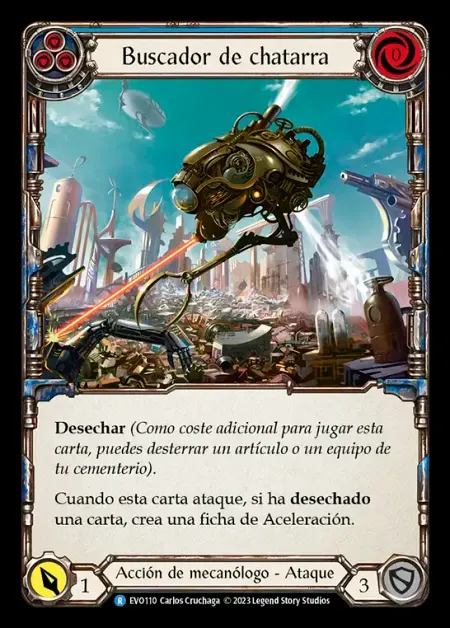 Buscador de chatarra
0
Desechar (Como coste adicional para jugar esta
carta, puedes desterrar un artículo o un equipo de
tu cementerio).
Cuando esta carta ataque, si ha desechado
una carta, crea una ficha de Aceleración.
1
Acción de mecanólogo - Ataque
3
R EVO110 Carlos Cruchaga © 2023 Legend Story Studios